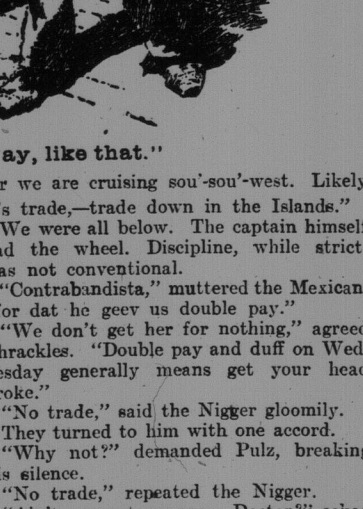 ay, like that."
r we are cruising sou'-sou'-west. Likely
's trade,—trade down in the Islands."
We were all below. The captain himself
nd the wheel. Discipline, while strict
as not conventional.
"Contrabandista," muttered the Mexican
or dat he geev us double pay."
"We don't get her for nothing," agreed
hrackles. "Double pay and duff on Wed
esday generally means get your head
roke."
"No trade," said the Nigger gloomily.
They turned to him with one accord.
"Why not?" demanded Pulz, breaking
is silence.
"No trade," repeated the Nigger.